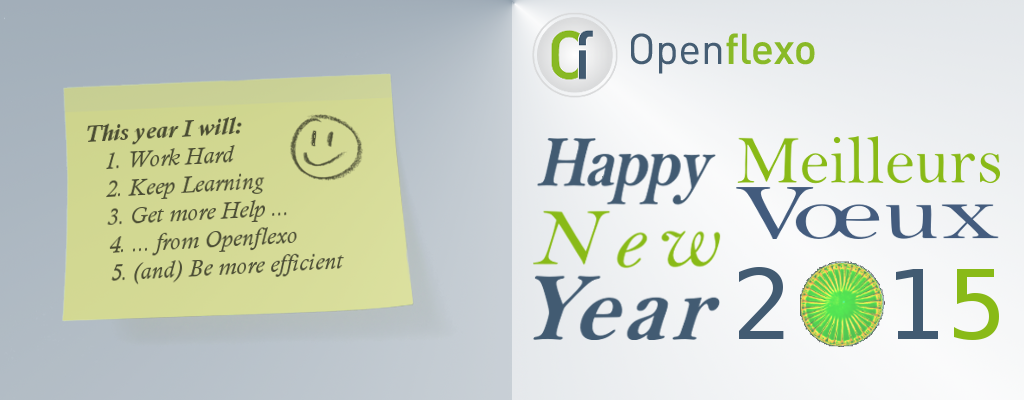 This year I will:
1. Work Hard
2. Keep Learning
3. Get more Help ...
4. ... from Openflexo
5. (and) Be more efficient
Openflexo
Happy
New
Year
Meilleurs
Vœux
2015